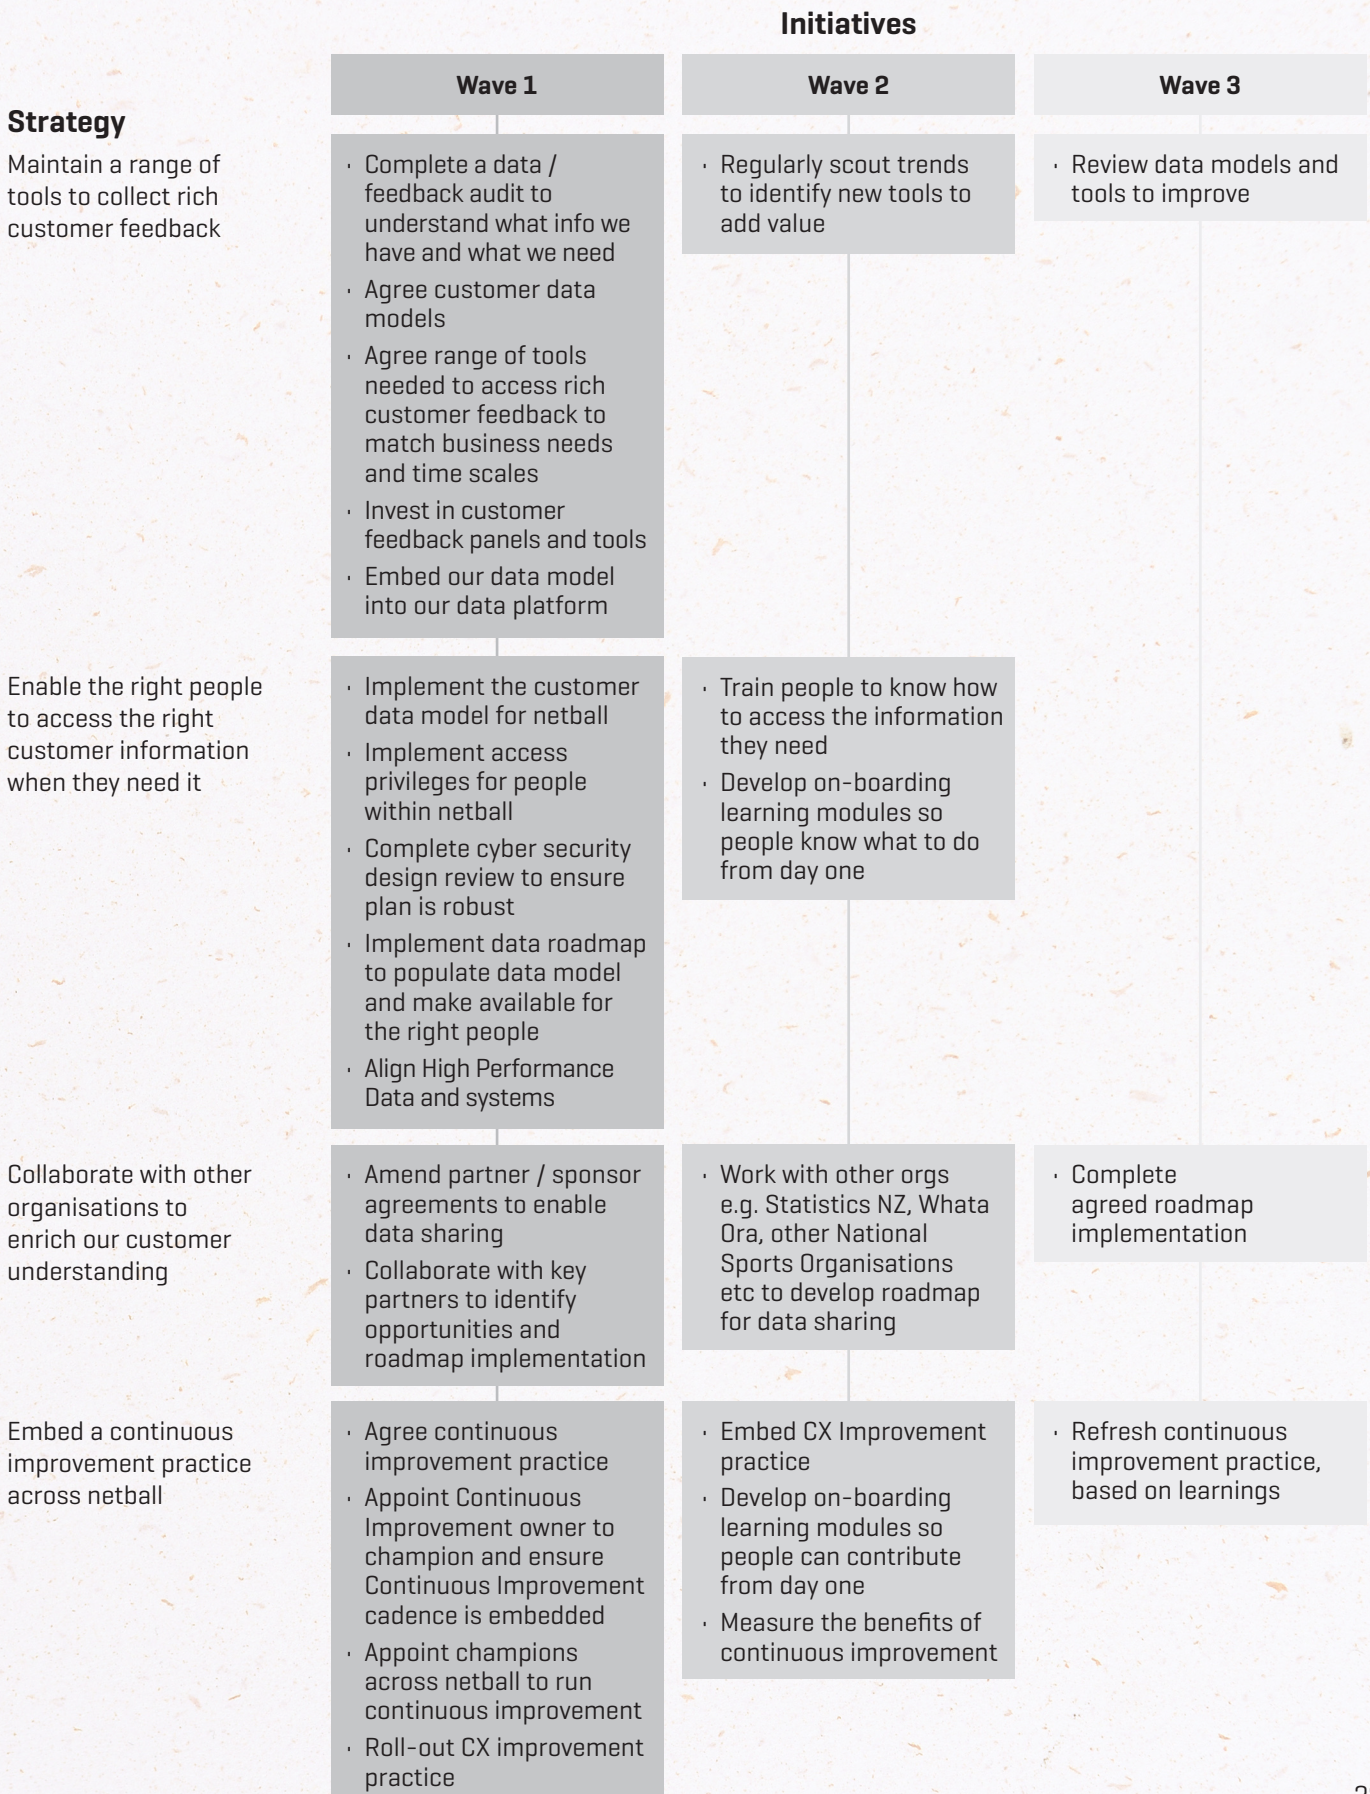 Initiatives
Wave 1
Wave 2
Wave 3
Strategy
Maintain a range of
tools to collect rich
customer feedback
· Complete a data /
feedback audit to
understand what info we
have and what we need
· Agree customer data
models
· Agree range of tools
needed to access rich
customer feedback to
match business needs
and time scales
· Invest in customer
feedback panels and tools
· Embed our data model
into our data platform
· Regularly scout trends
to identify new tools to
add value
· Review data models and
tools to improve
Enable the right people
to access the right
customer information
when they need it
· Implement the customer
data model for netball
· Implement access
privileges for people
within netball
· Complete cyber security
design review to ensure
plan is robust
· Implement data roadmap
to populate data model
and make available for
the right people
· Align High Performance
Data and systems
· Train people to know how
to access the information
they need
· Develop on-boarding
learning modules so
people know what to do
from day one
Collaborate with other
organisations to
enrich our customer
understanding
· Amend partner / sponsor
agreements to enable
data sharing
· Collaborate with key
partners to identify
opportunities and
roadmap implementation
· Work with other orgs
e.g. Statistics NZ, Whata
Ora, other National
Sports Organisations
etc to develop roadmap
for data sharing
· Complete
agreed roadmap
implementation
Embed a continuous
improvement practice
across netball
· Agree continuous
improvement practice
· Appoint Continuous
Improvement owner to
champion and ensure
Continuous Improvement
cadence is embedded
· Appoint champions
across netball to run
continuous improvement
· Roll-out CX improvement
practice
· Embed CX Improvement
practice
· Develop on-boarding
learning modules so
people can contribute
from day one
· Measure the benefits of
continuous improvement
· Refresh continuous
improvement practice,
based on learnings